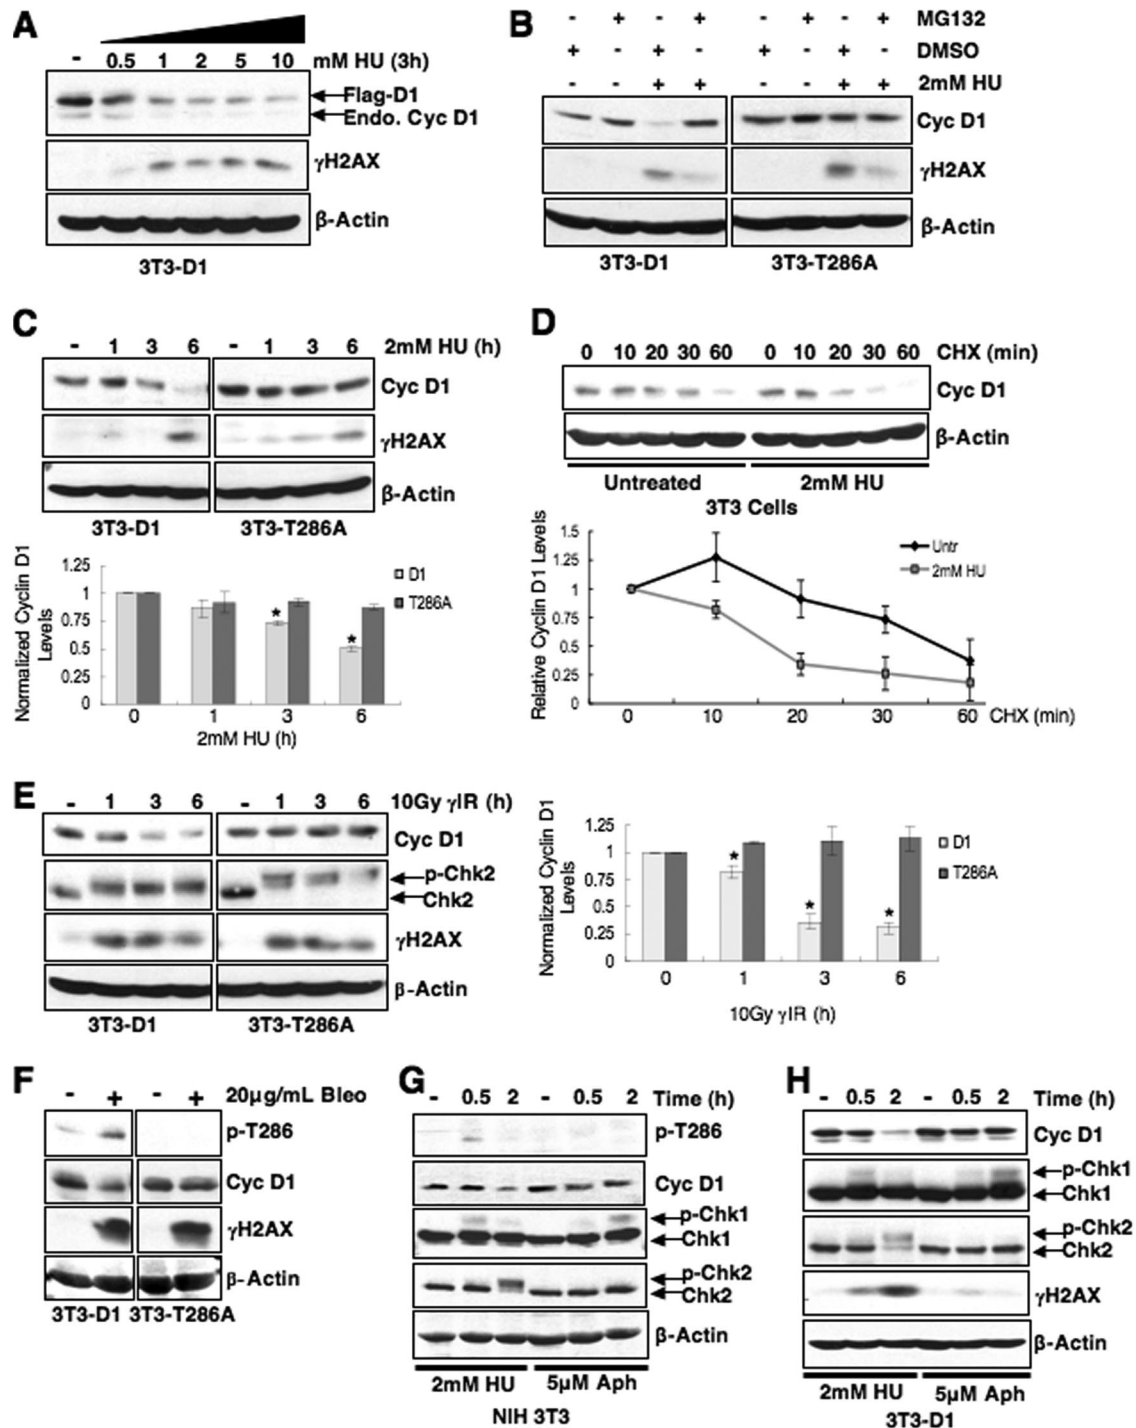 A
- 0.5 1 2 5 10 mM HU (3h)
Flag-D1
Endo. Cyc D1
γH2AX
β-Actin
3T3-D1
B
- + - + - + - + MG132
+ - + - + - + - DMSO
- - + + - - + + 2mM HU
Cyc D1
γH2AX
β-Actin
3T3-D1 3T3-T286A
C
- 1 3 6 - 1 3 6 2mM HU (h)
Cyc D1
γH2AX
β-Actin
3T3-D1 3T3-T286A
Normalized Cyclin D1
Levels
1.25
1
0.75
0.5
0.25
0
D1
T286A
★
★
0 1 3 6
2mM HU (h)
D
0 10 20 30 60 0 10 20 30 60 CHX (min)
Cyc D1
β-Actin
Untreated 2mM HU
3T3 Cells
Relative Cyclin D1 Levels
1.5
1.25
1
0.75
0.5
0.25
0
Untr
2mM HU
0 10 20 30 60 CHX (min)
E
- 1 3 6 - 1 3 6 10Gy γIR (h)
Cyc D1
p-Chk2
Chk2
γH2AX
β-Actin
3T3-D1 3T3-T286A
Normalized Cyclin D1
Levels
1.25
1
0.75
0.5
0.25
0
D1
T286A
★
★
★
0 1 3 6
10Gy γIR (h)
F
- + - + 20μg/mL Bleo
p-T286
Cyc D1
γH2AX
β-Actin
3T3-D1 3T3-T286A
G
- 0.5 2 - 0.5 2 Time (h)
p-T286
Cyc D1
p-Chk1
Chk1
p-Chk2
Chk2
β-Actin
2mM HU 5μM Aph
NIH 3T3
H
- 0.5 2 - 0.5 2 Time (h)
Cyc D1
p-Chk1
Chk1
p-Chk2
Chk2
γH2AX
β-Actin
2mM HU 5μM Aph
3T3-D1